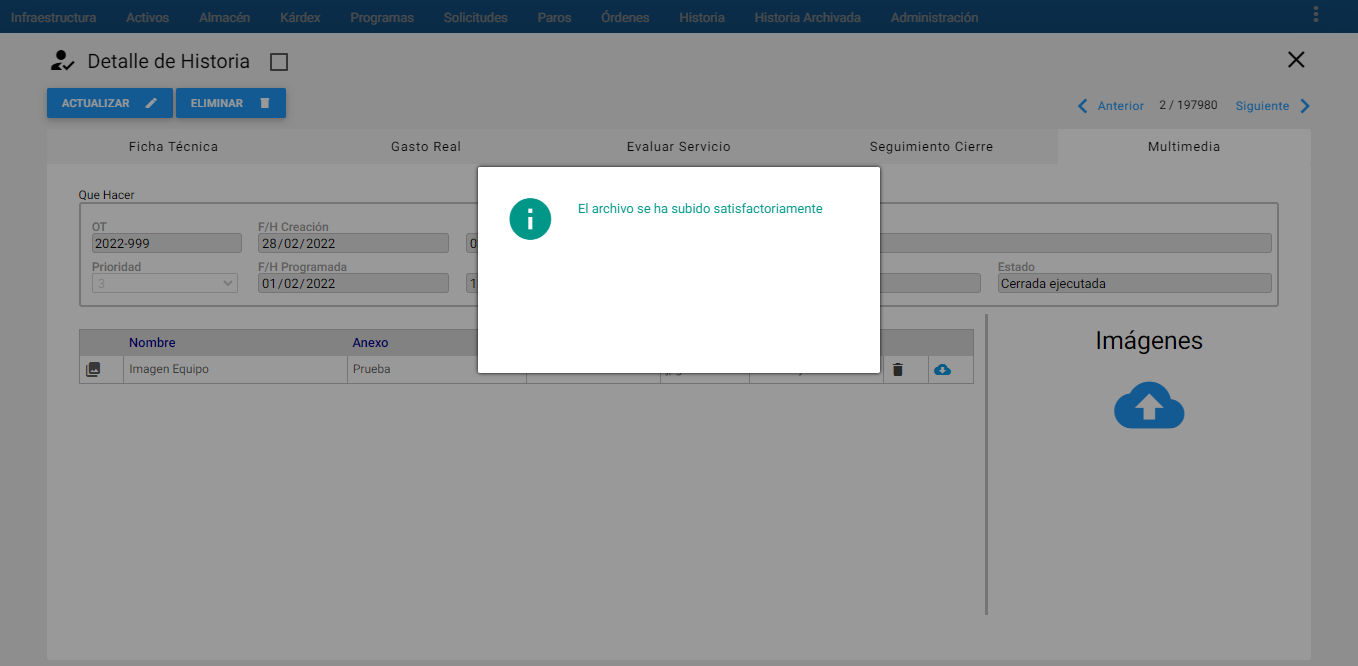 Infraestructura Activos Almacén Kárdex Programas Solicitudes Paros Órdenes Historia Historia Archivada Administración
Detalle de Historia
ACTUALIZAR ELIMINAR Anterior 2 / 197980 Siguiente
Ficha Técnica Gasto Real Evaluar Servicio Seguimiento Cierre Multimedia
El archivo se ha subido satisfactoriamente
Que Hacer
OT F/H Creación
2022-999 28/02/2022
Prioridad F/H Programada Estado
3 01/02/2022 Cerrada ejecutada
Nombre Anexo
Imagen Equipo Prueba
Imágenes